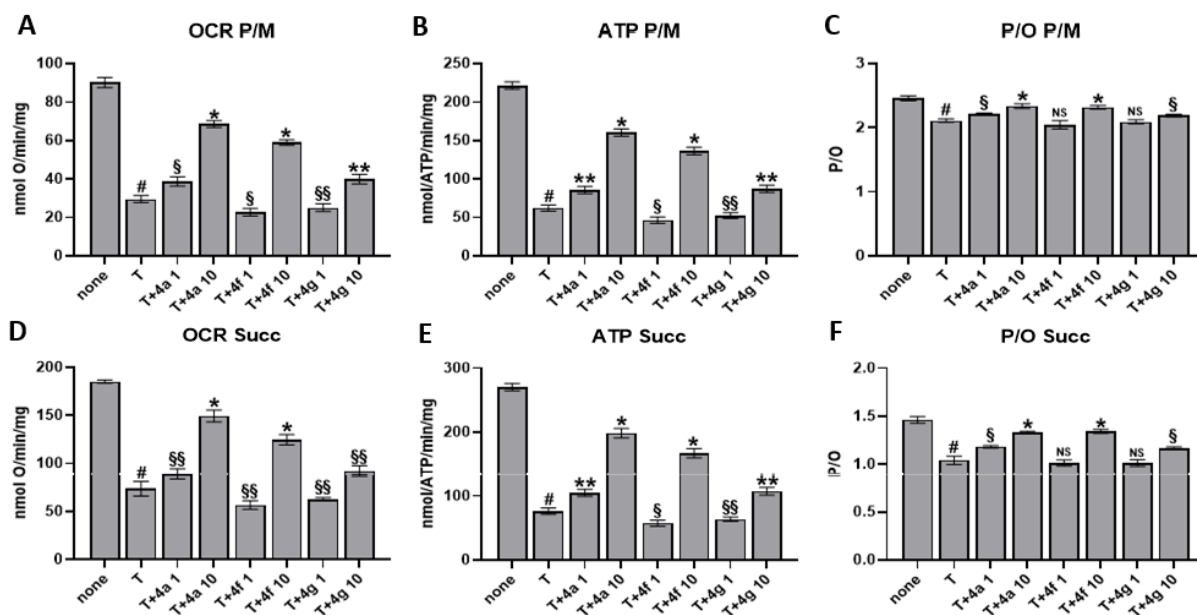 A
OCR P/M
nmol O/min/mg
100
80
60
40
20
0
#
§
*
§
*
§§
**
none
T
T+4a 1
T+4a 10
T+4f 1
T+4f 10
T+4g 1
T+4g 10
B
ATP P/M
nmol/ATP/min/mg
250
200
150
100
50
0
#
**
*
§
*
§§
**
none
T
T+4a 1
T+4a 10
T+4f 1
T+4f 10
T+4g 1
T+4g 10
C
P/O P/M
P/O
3
2
1
0
#
§
*
NS
*
NS
§
none
T
T+4a 1
T+4a 10
T+4f 1
T+4f 10
T+4g 1
T+4g 10
D
OCR Succ
nmol O/min/mg
200
150
100
50
0
#
§§
*
§§
*
§§
§§
none
T
T+4a 1
T+4a 10
T+4f 1
T+4f 10
T+4g 1
T+4g 10
E
ATP Succ
nmol/ATP/min/mg
300
200
100
0
#
**
*
§
*
§§
**
none
T
T+4a 1
T+4a 10
T+4f 1
T+4f 10
T+4g 1
T+4g 10
F
P/O Succ
P/O
2.0
1.5
1.0
0.5
0.0
#
§
*
NS
*
NS
§
none
T
T+4a 1
T+4a 10
T+4f 1
T+4f 10
T+4g 1
T+4g 10